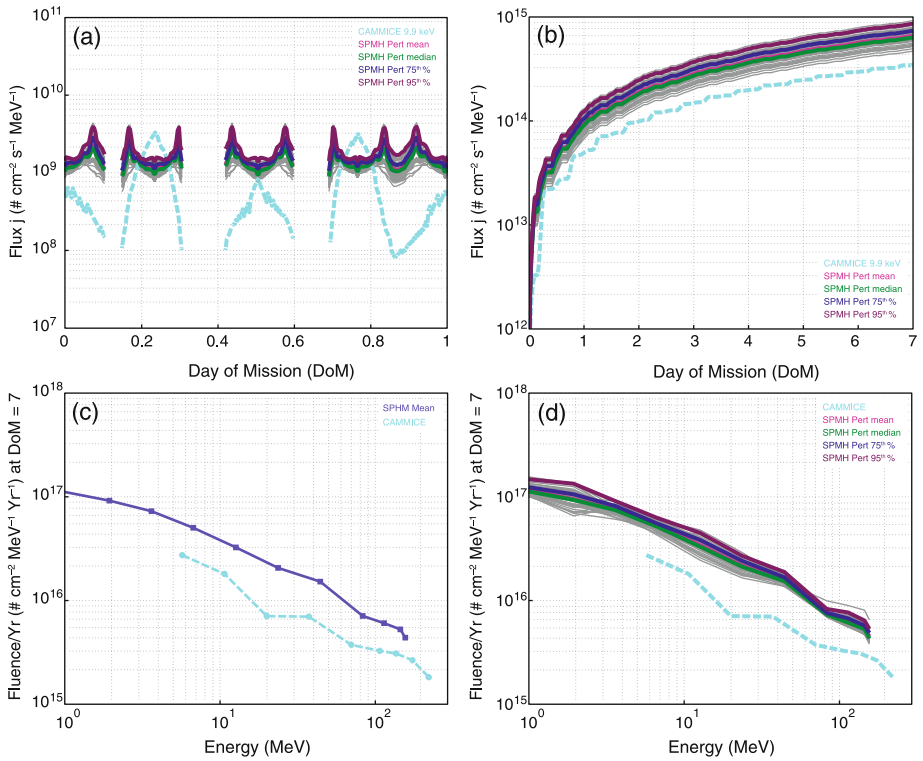 (a)
CAMMICE 9.9 keV
SPMH Pert mean
SPMH Pert median
SPMH Pert 75th %
SPMH Pert 95th %
10¹¹
10¹⁰
10⁹
10⁸
10⁷
Flux j (# cm⁻² s⁻¹ MeV⁻¹)
0 0.2 0.4 0.6 0.8 1
Day of Mission (DoM)
(b)
10¹⁵
10¹⁴
10¹³
10¹²
Flux j (# cm⁻² s⁻¹ MeV⁻¹)
CAMMICE 9.9 keV
SPMH Pert mean
SPMH Pert median
SPMH Pert 75th %
SPMH Pert 95th %
0 1 2 3 4 5 6 7
Day of Mission (DoM)
(c)
SPHM Mean
CAMMICE
10¹⁸
10¹⁷
10¹⁶
10¹⁵
Fluence/Yr (# cm⁻² MeV⁻¹ Yr⁻¹) at DoM = 7
10⁰ 10¹ 10²
Energy (MeV)
(d)
CAMMICE
SPMH Pert mean
SPMH Pert median
SPMH Pert 75th %
SPMH Pert 95th %
10¹⁸
10¹⁷
10¹⁶
10¹⁵
Fluence/Yr (# cm⁻² MeV⁻¹ Yr⁻¹) at DoM = 7
10⁰ 10¹ 10²
Energy (MeV)